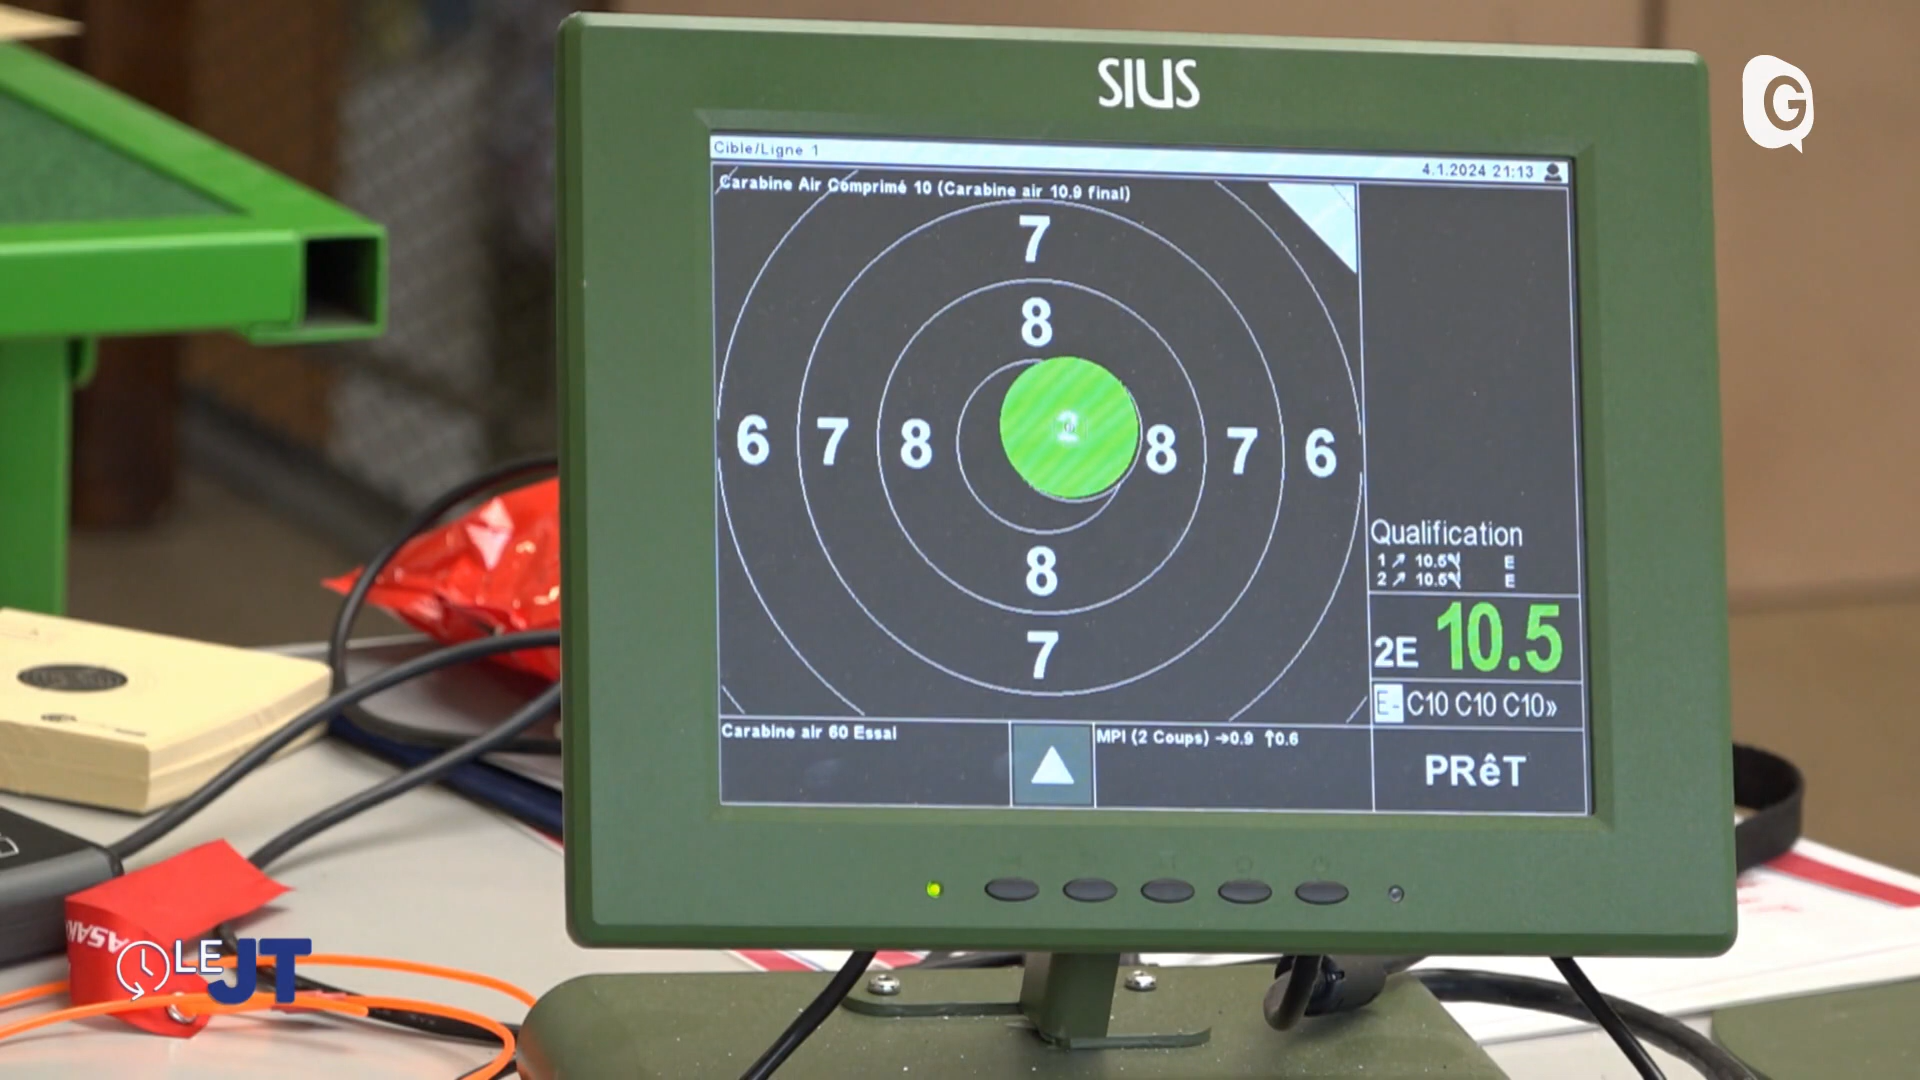 SIUS
G
Cible/Ligne 1
4.1.2024 21:13
Carabine Air Comprimé 10 (Carabine air 10.9 final)
7
8
6 7 8 2 8 7 6
8
7
Qualification
1 ↗ 10.5 E
2 ↗ 10.5 E
2E 10.5
E- C10 C10 C10»
Carabine air 60 Essai
MPI (2 Coups) →0.9 ↑0.6
PRêT
LE JT